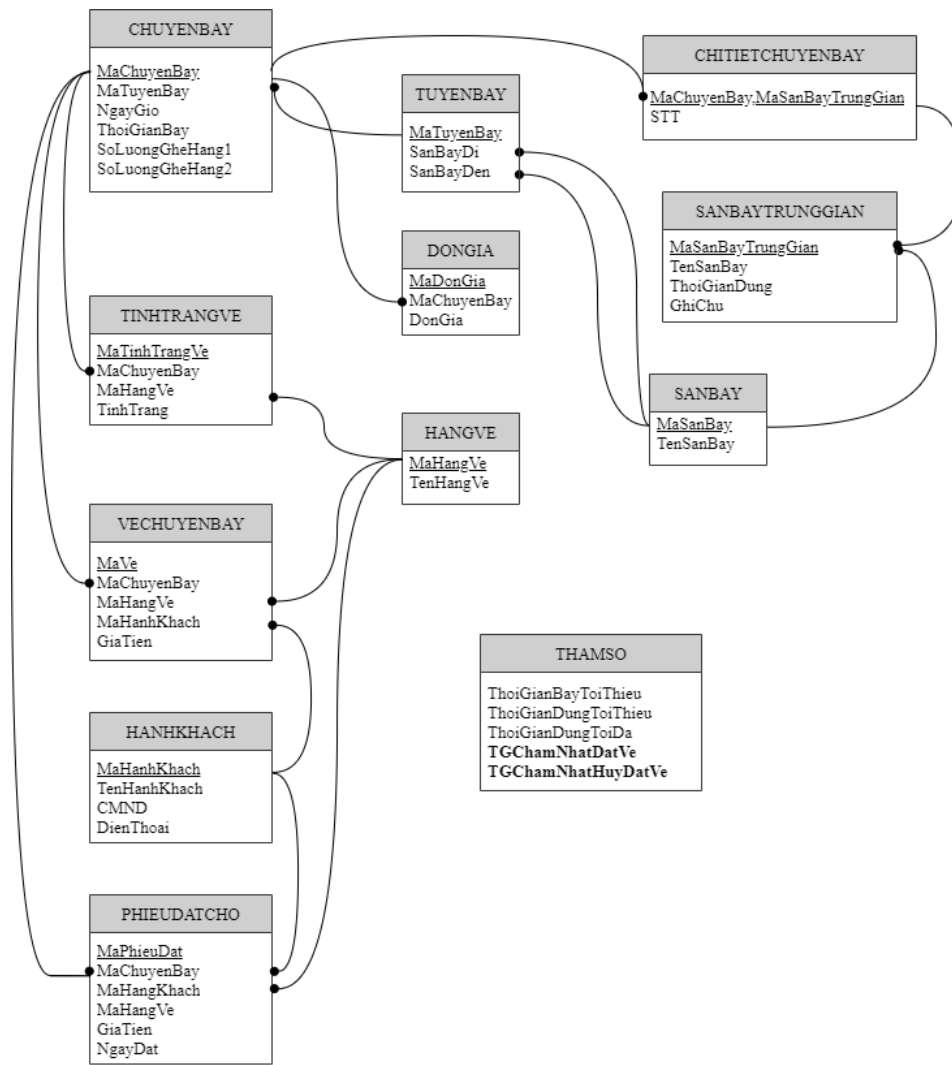 CHUYENBAY
MaChuyenBay
MaTuyenBay
NgayGio
ThoiGianBay
SoLuongGheHang1
SoLuongGheHang2
TUYENBAY
MaTuyenBay
SanBayDi
SanBayDen
CHITIETCHUYENBAY
MaChuyenBay,MaSanBayTrungGian
STT
SANBAYTRUNGGIAN
MaSanBayTrungGian
TenSanBay
ThoiGianDung
GhiChu
DONGIA
MaDonGia
MaChuyenBay
DonGia
TINHTRANGVE
MaTinhTrangVe
MaChuyenBay
MaHangVe
TinhTrang
SANBAY
MaSanBay
TenSanBay
HANGVE
MaHangVe
TenHangVe
VECHUYENBAY
MaVe
MaChuyenBay
MaHangVe
MaHanhKhach
GiaTien
THAMSO
ThoiGianBayToiThieu
ThoiGianDungToiThieu
ThoiGianDungToiDa
TGChamNhatDatVe
TGChamNhatHuyDatVe
HANHKHACH
MaHanhKhach
TenHanhKhach
CMND
DienThoai
PHIEUDATCHO
MaPhieuDat
MaChuyenBay
MaHangKhach
MaHangVe
GiaTien
NgayDat